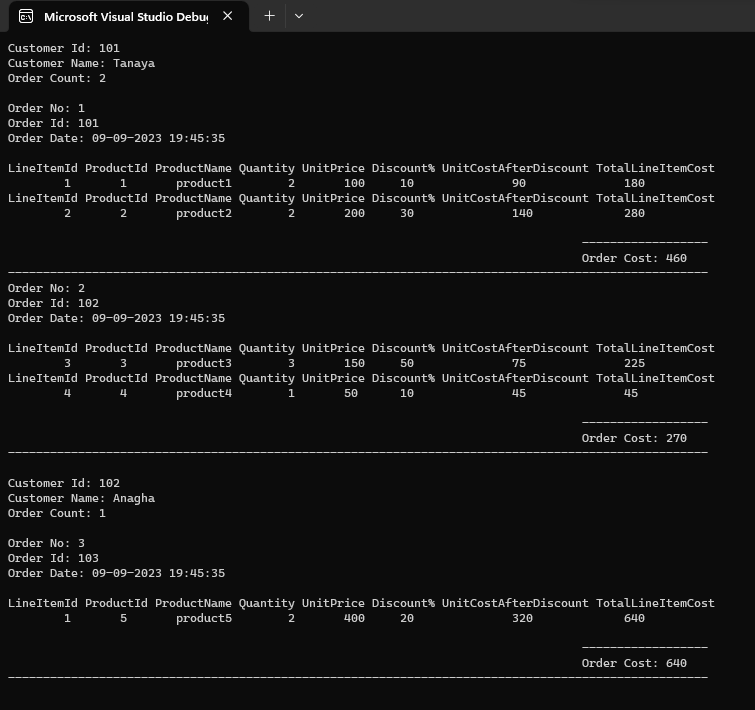 Microsoft Visual Studio Debu
Customer Id: 101
Customer Name: Tanaya
Order Count: 2
Order No: 1
Order Id: 101
Order Date: 09-09-2023 19:45:35
LineItemId ProductId ProductName Quantity UnitPrice Discount% UnitCostAfterDiscount TotalLineItemCost
1 1 product1 2 100 10 90 180
LineItemId ProductId ProductName Quantity UnitPrice Discount% UnitCostAfterDiscount TotalLineItemCost
2 2 product2 2 200 30 140 280
------------------
Order Cost: 460
----------------------------------------------------------------------------------------------------
Order No: 2
Order Id: 102
Order Date: 09-09-2023 19:45:35
LineItemId ProductId ProductName Quantity UnitPrice Discount% UnitCostAfterDiscount TotalLineItemCost
3 3 product3 3 150 50 75 225
LineItemId ProductId ProductName Quantity UnitPrice Discount% UnitCostAfterDiscount TotalLineItemCost
4 4 product4 1 50 10 45 45
------------------
Order Cost: 270
----------------------------------------------------------------------------------------------------
Customer Id: 102
Customer Name: Anagha
Order Count: 1
Order No: 3
Order Id: 103
Order Date: 09-09-2023 19:45:35
LineItemId ProductId ProductName Quantity UnitPrice Discount% UnitCostAfterDiscount TotalLineItemCost
1 5 product5 2 400 20 320 640
------------------
Order Cost: 640
----------------------------------------------------------------------------------------------------